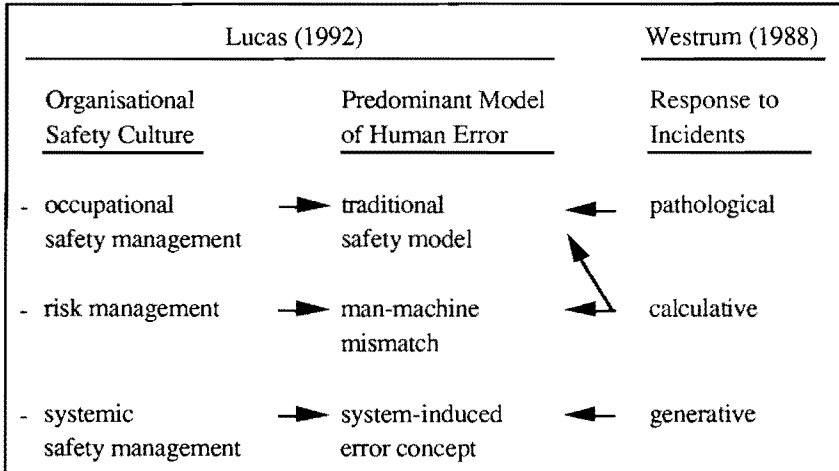 Lucas (1992) Westrum (1988)
Organisational Predominant Model Response to
Safety Culture of Human Error Incidents
- occupational traditional pathological
safety management safety model
- risk management man-machine calculative
mismatch
- systemic system-induced generative
safety management error concept